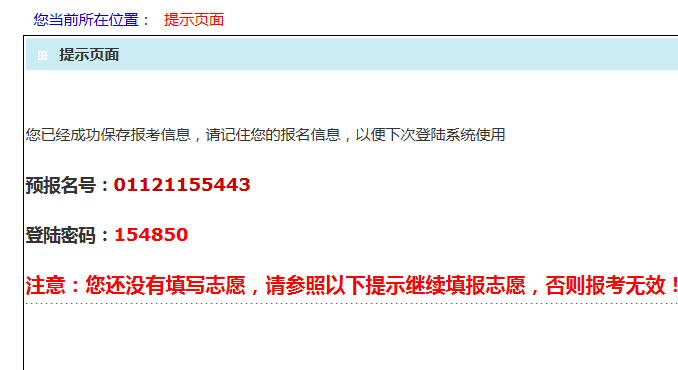 您当前所在位置： 提示页面
提示页面
您已经成功保存报考信息，请记住您的报名信息，以便下次登陆系统使用
预报名号：01121155443
登陆密码：154850
注意：您还没有填写志愿，请参照以下提示继续填报志愿，否则报考无效！